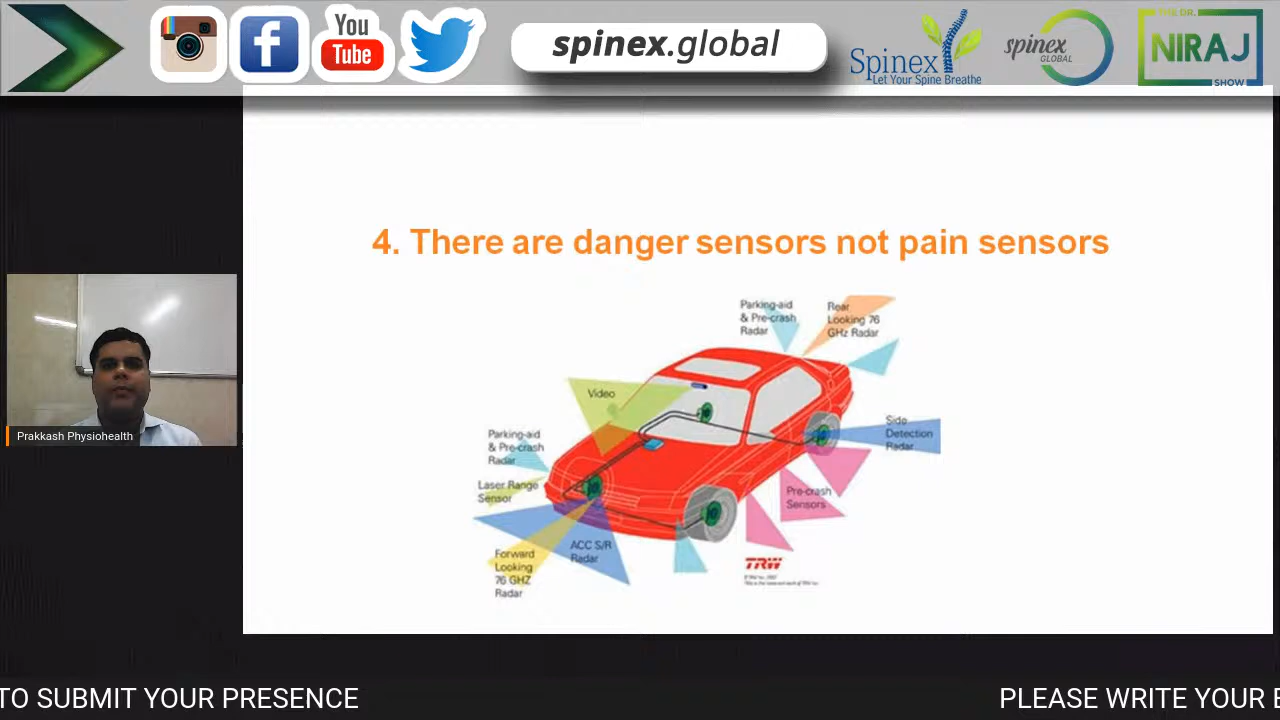 You
Tube
spinex.global
Spinex
Let Your Spine Breathe
spinex
GLOBAL
THE DR.
NIRAJ
SHOW
4. There are danger sensors not pain sensors
Parking-aid
& Pre-crash
Radar
Rear
Looking 76
GHz Radar
Video
Side
Detection
Radar
Parking-aid
& Pre-crash
Radar
Laser Range
Sensor
Pre-crash
Sensors
ACC S/R
Radar
Forward
Looking
76 GHZ
Radar
TRW
Prakkash Physiohealth
TO SUBMIT YOUR PRESENCE
PLEASE WRITE YOUR E